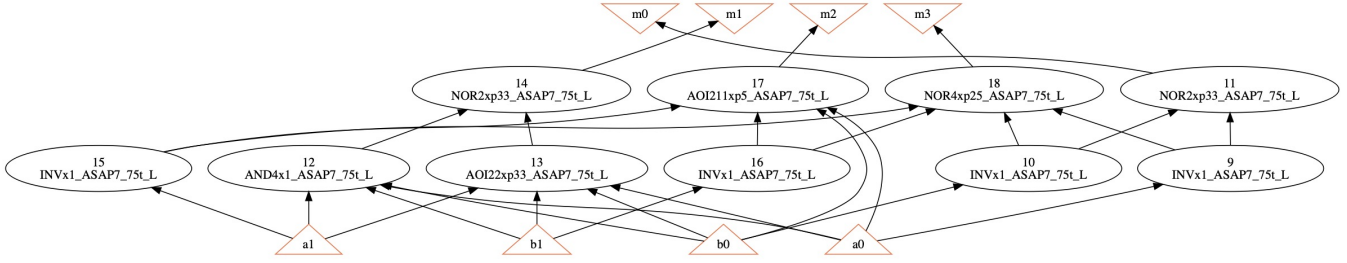 m0
m1
m2
m3
14
NOR2xp33_ASAP7_75t_L
17
AOI211xp5_ASAP7_75t_L
18
NOR4xp25_ASAP7_75t_L
11
NOR2xp33_ASAP7_75t_L
15
INVx1_ASAP7_75t_L
12
AND4x1_ASAP7_75t_L
13
AOI22xp33_ASAP7_75t_L
16
INVx1_ASAP7_75t_L
10
INVx1_ASAP7_75t_L
9
INVx1_ASAP7_75t_L
a1
b1
b0
a0